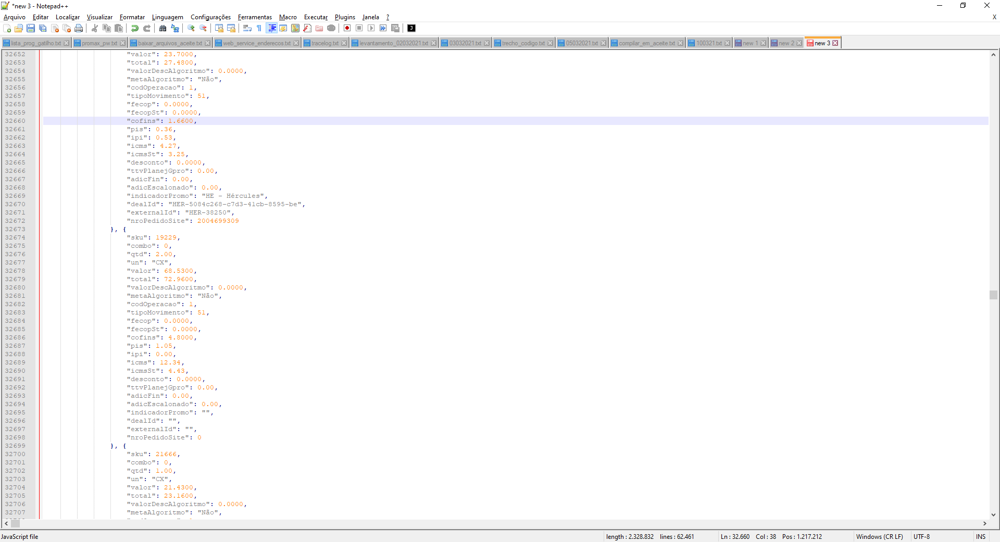 *new 3 - Notepad++
Arquivo Editar Localizar Visualizar Formatar Linguagem Configurações Ferramentas Macro Executar Plugins Janela ? X
lista_prog_gatilho.txt promax_pw.txt baixar_arquivos_aceite.txt web_service_enderecos.txt tracelog.txt levantamento_02032021.txt 03032021.txt trecho_codigo.txt 05032021.txt compilar_em_aceite.txt 100321.txt new 1 new 2 new 3
32652 "valor": 23.7000,
32653 "total": 27.4800,
32654 "valorDescAlgoritmo": 0.0000,
32655 "metaAlgoritmo": "Não",
32656 "codOperacao": 1,
32657 "tipoMovimento": 51,
32658 "fecop": 0.0000,
32659 "fecopSt": 0.0000,
32660 "cofins": 1.6600,
32661 "pis": 0.36,
32662 "ipi": 0.53,
32663 "icms": 4.27,
32664 "icmsSt": 3.25,
32665 "desconto": 0.0000,
32666 "ttvPlanejGpro": 0.00,
32667 "adicFin": 0.00,
32668 "adicEscalonado": 0.00,
32669 "indicadorPromo": "HE - Hércules",
32670 "dealId": "HER-5084c268-c7d3-41cb-8595-be",
32671 "externalId": "HER-38250",
32672 "nroPedidoSite": 2004699309
32673 }, {
32674 "sku": 19229,
32675 "combo": 0,
32676 "qtd": 2.00,
32677 "un": "CX",
32678 "valor": 68.5300,
32679 "total": 72.9600,
32680 "valorDescAlgoritmo": 0.0000,
32681 "metaAlgoritmo": "Não",
32682 "codOperacao": 1,
32683 "tipoMovimento": 51,
32684 "fecop": 0.0000,
32685 "fecopSt": 0.0000,
32686 "cofins": 4.8000,
32687 "pis": 1.05,
32688 "ipi": 0.00,
32689 "icms": 12.34,
32690 "icmsSt": 4.43,
32691 "desconto": 0.0000,
32692 "ttvPlanejGpro": 0.00,
32693 "adicFin": 0.00,
32694 "adicEscalonado": 0.00,
32695 "indicadorPromo": "",
32696 "dealId": "",
32697 "externalId": "",
32698 "nroPedidoSite": 0
32699 }, {
32700 "sku": 21666,
32701 "combo": 0,
32702 "qtd": 1.00,
32703 "un": "CX",
32704 "valor": 21.4300,
32705 "total": 23.1600,
32706 "valorDescAlgoritmo": 0.0000,
32707 "metaAlgoritmo": "Não",
JavaScript file length : 2.328.832 lines : 62.461 Ln : 32.660 Col : 38 Pos : 1.217.212 Windows (CR LF) UTF-8 INS